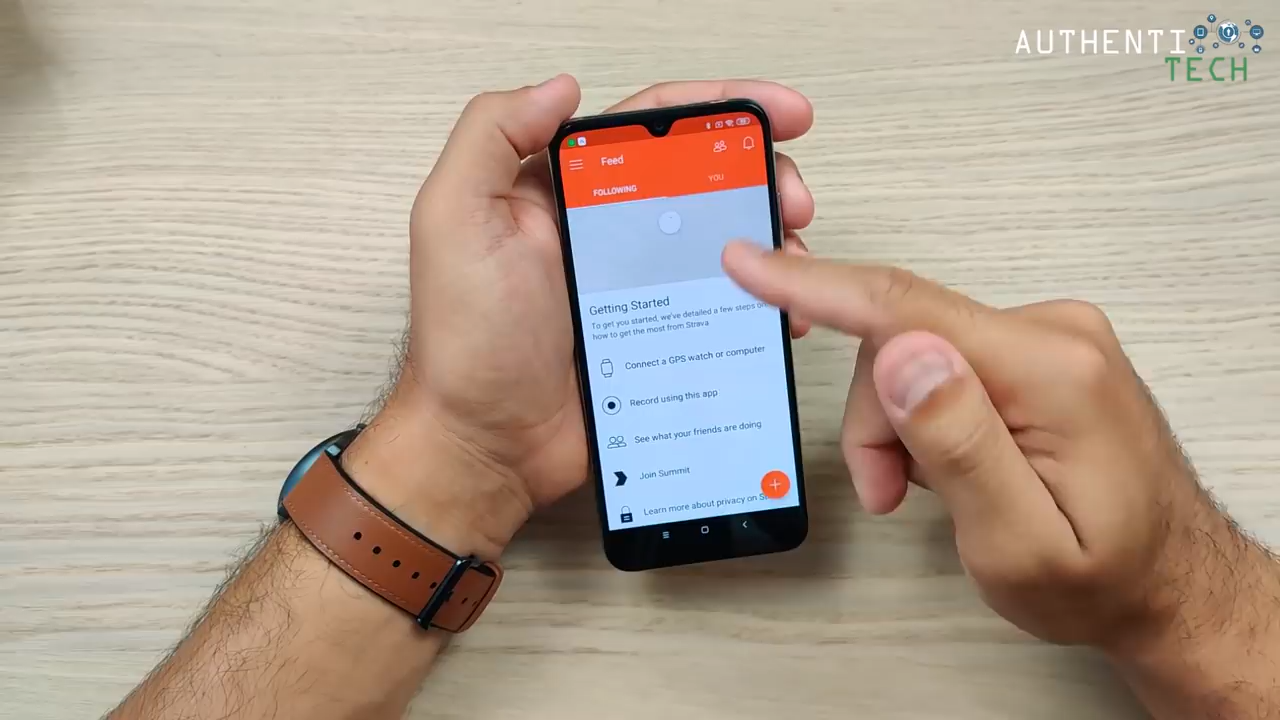 AUTHENTI
TECH
Feed
FOLLOWING
YOU
Getting Started
To get you started, we've detailed a few steps on
how to get the most from Strava
Connect a GPS watch or computer
Record using this app
See what your friends are doing
Join Summit
Learn more about privacy on